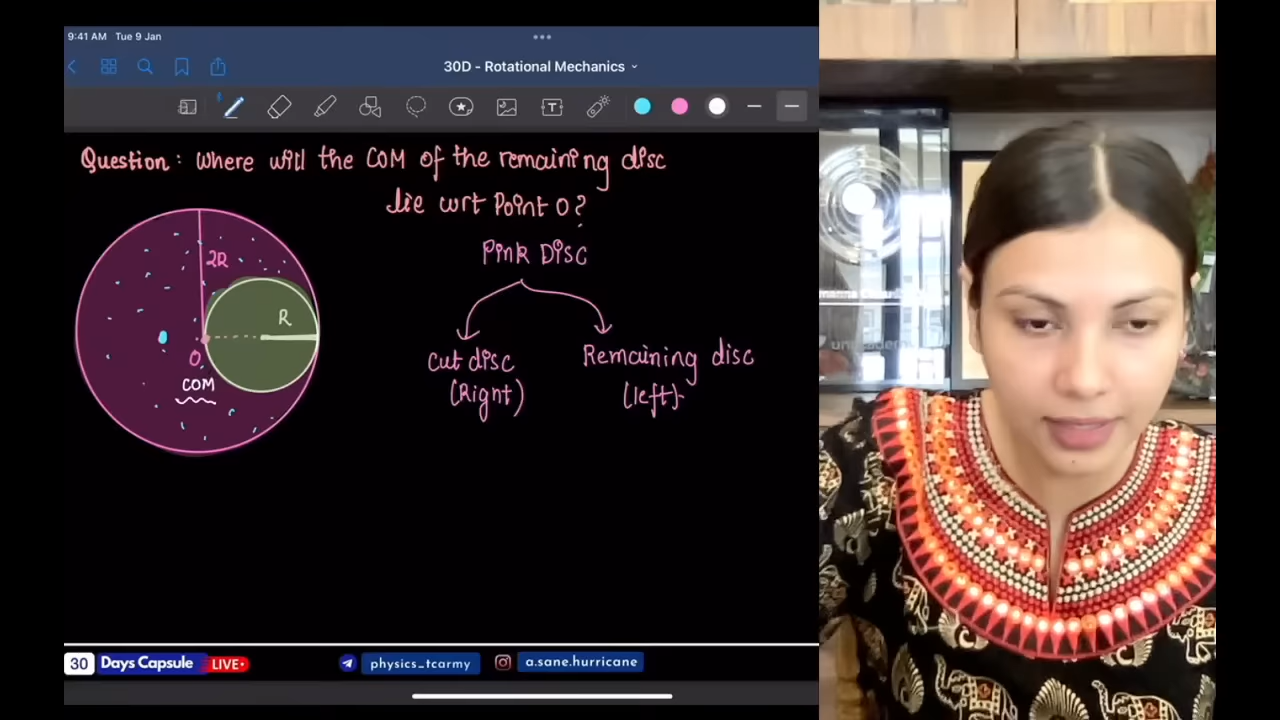 9:41 AM Tue 9 Jan
30D - Rotational Mechanics
Question: Where will the COM of the remaining disc
lie wrt Point O?
Pink Disc
2R
R
O
COM
Cut disc
(Right)
Remaining disc
(left)
30 Days Capsule LIVE
physics_tcarmy
a.sane.hurricane